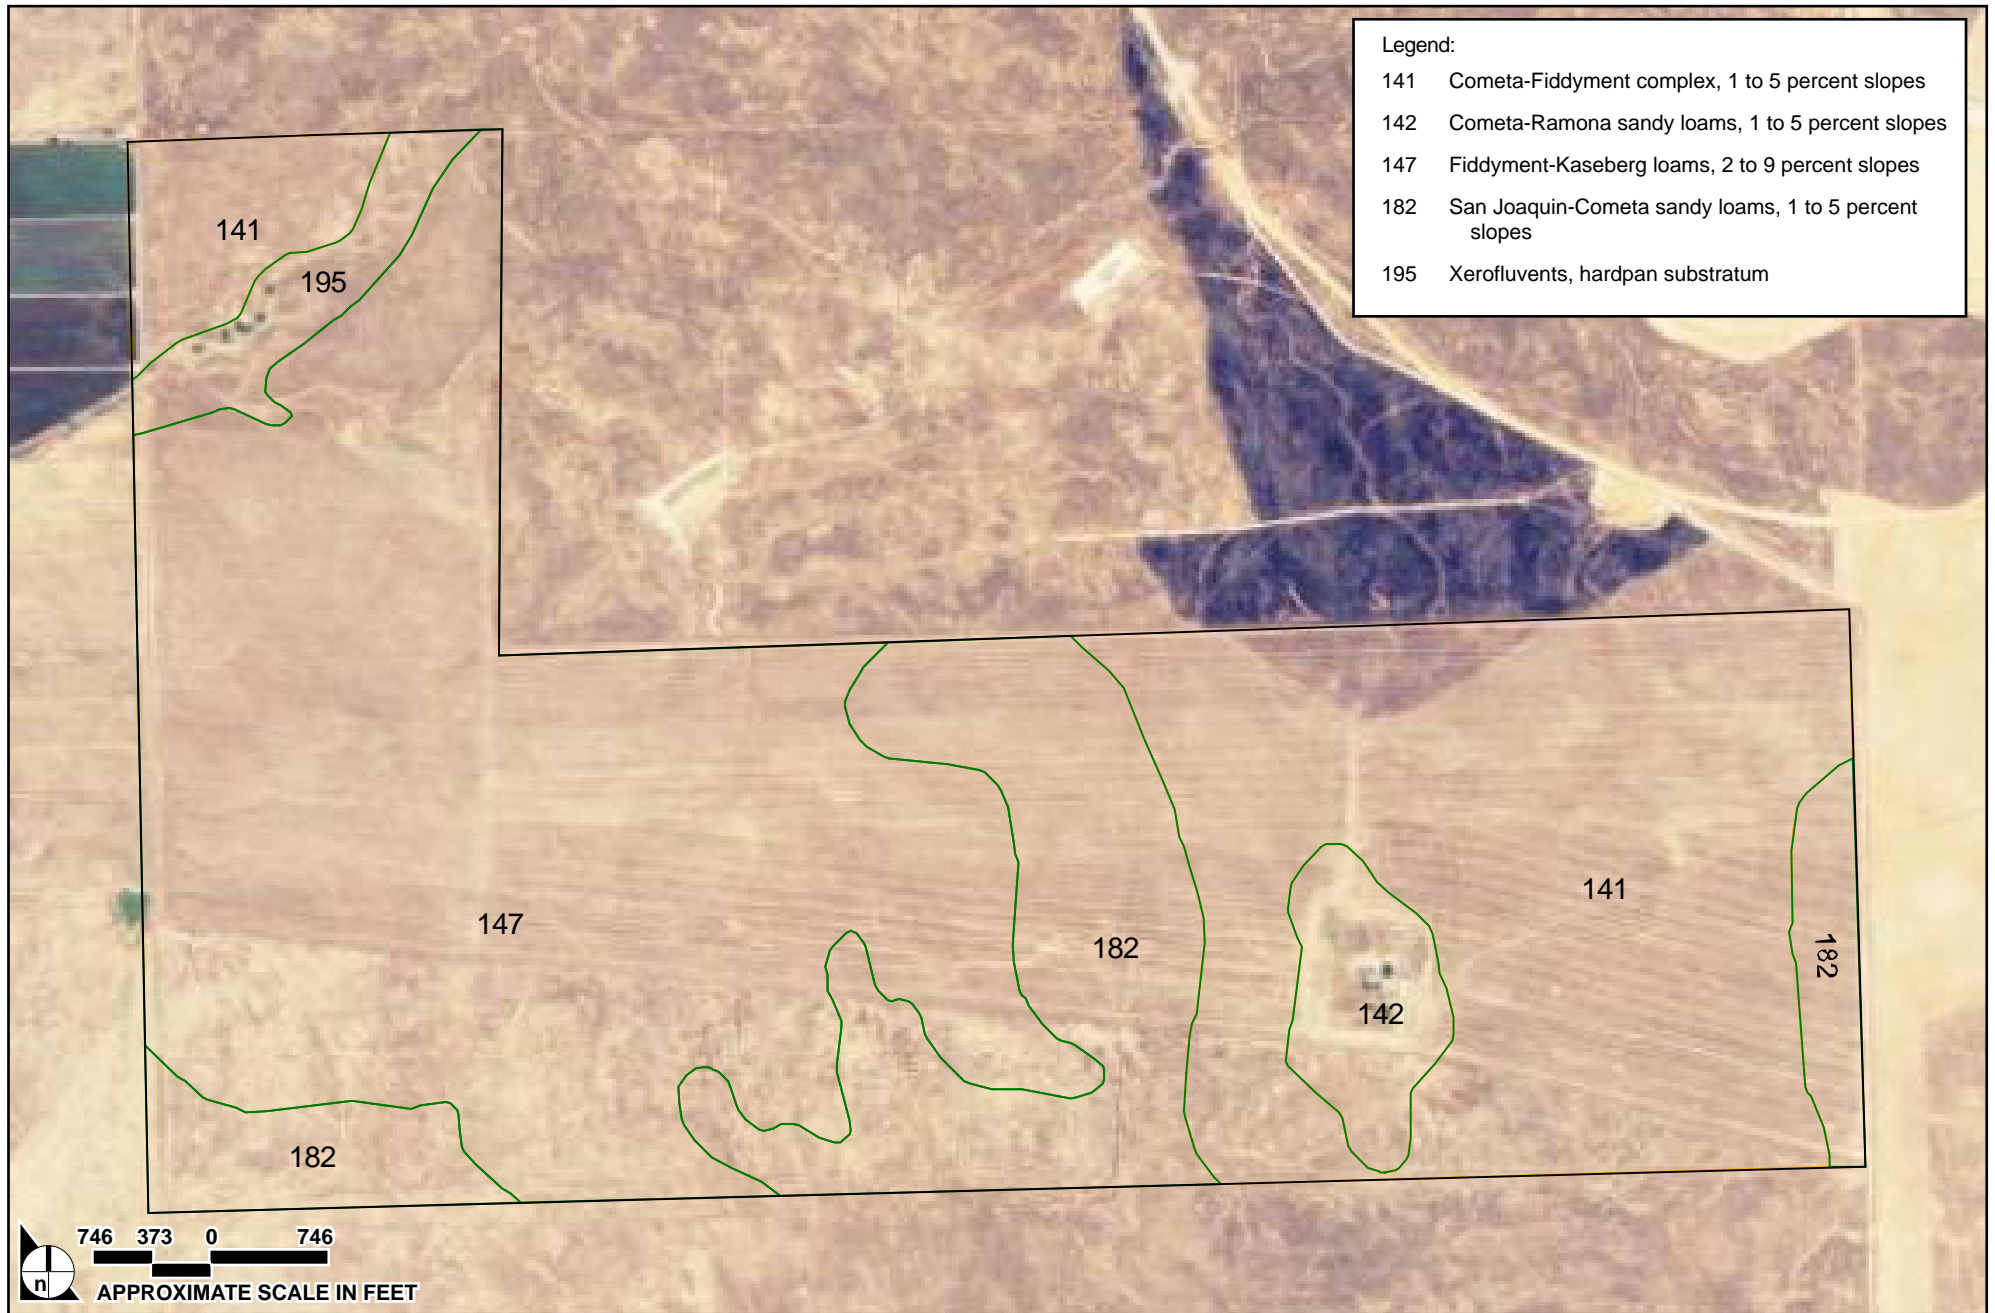 Legend:
141 Cometa-Fiddyment complex, 1 to 5 percent slopes
142 Cometa-Ramona sandy loams, 1 to 5 percent slopes
147 Fiddyment-Kaseberg loams, 2 to 9 percent slopes
182 San Joaquin-Cometa sandy loams, 1 to 5 percent
slopes
195 Xerofluvents, hardpan substratum
141
195
141
147
182
182
142
182
746 373 0 746
n
APPROXIMATE SCALE IN FEET